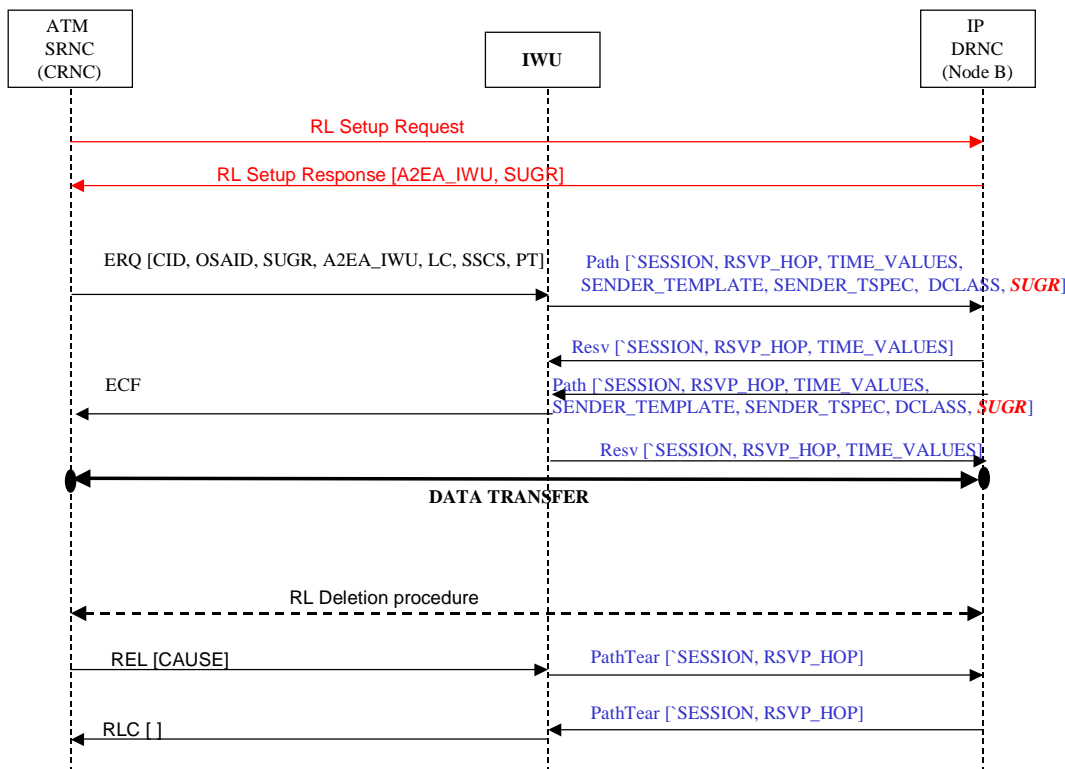 ATM
SRNC
(CRNC)
IWU
IP
DRNC
(Node B)
RL Setup Request
RL Setup Response [A2EA_IWU, SUGR]
ERQ [CID, OSAID, SUGR, A2EA_IWU, LC, SSCS, PT]
Path [`SESSION, RSVP_HOP, TIME_VALUES,
SENDER_TEMPLATE, SENDER_TSPEC, DCLASS, SUGR]
Resv [`SESSION, RSVP_HOP, TIME_VALUES]
ECF
Path [`SESSION, RSVP_HOP, TIME_VALUES,
SENDER_TEMPLATE, SENDER_TSPEC, DCLASS, SUGR]
Resv [`SESSION, RSVP_HOP, TIME_VALUES]
DATA TRANSFER
RL Deletion procedure
REL [CAUSE]
PathTear [`SESSION, RSVP_HOP]
PathTear [`SESSION, RSVP_HOP]
RLC [ ]